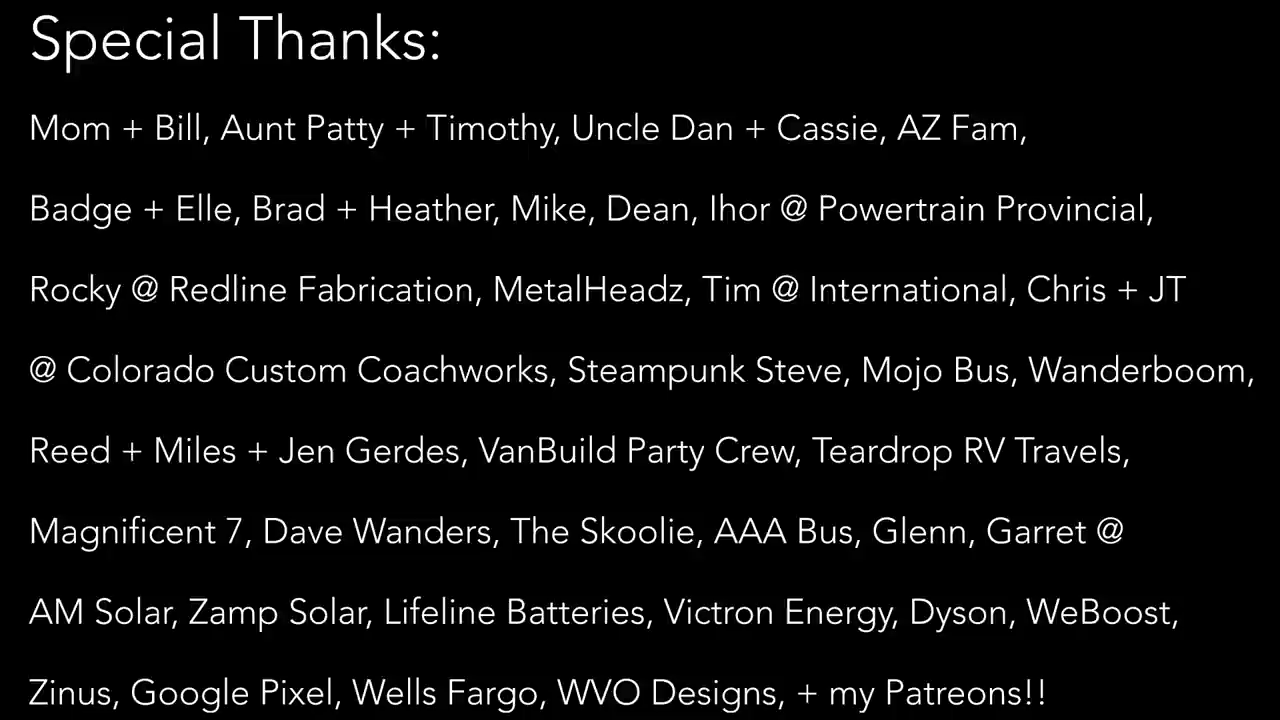 Special Thanks:
Mom + Bill, Aunt Patty + Timothy, Uncle Dan + Cassie, AZ Fam,
Badge + Elle, Brad + Heather, Mike, Dean, Ihor @ Powertrain Provincial,
Rocky @ Redline Fabrication, MetalHeadz, Tim @ International, Chris + JT
@ Colorado Custom Coachworks, Steampunk Steve, Mojo Bus, Wanderboom,
Reed + Miles + Jen Gerdes, VanBuild Party Crew, Teardrop RV Travels,
Magnificent 7, Dave Wanders, The Skoolie, AAA Bus, Glenn, Garret @
AM Solar, Zamp Solar, Lifeline Batteries, Victron Energy, Dyson, WeBoost,
Zinus, Google Pixel, Wells Fargo, WVO Designs, + my Patreons!!